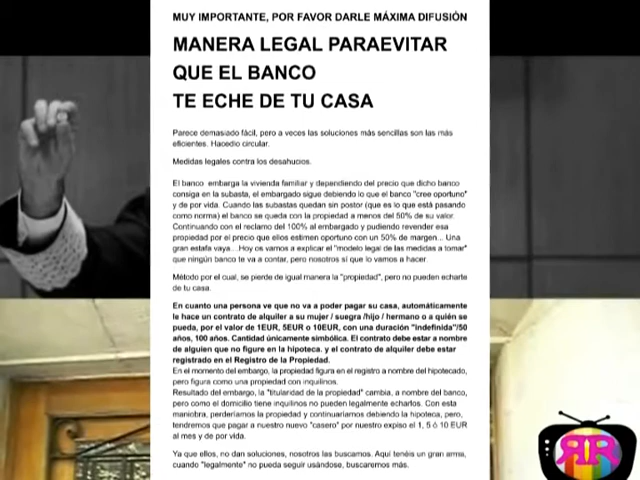 MUY IMPORTANTE, POR FAVOR DARLE MÁXIMA DIFUSIÓN
MANERA LEGAL PARAEVITAR
QUE EL BANCO
TE ECHE DE TU CASA
Parece demasiado fácil, pero a veces las soluciones más sencillas son las más
eficientes. Hacedlo circular.
Medidas legales contra los desahucios.
El banco embarga la vivienda familiar y dependiendo del precio que dicho banco
consiga en la subasta, el embargado sigue debiendo lo que el banco "cree oportuno"
y de por vida. Cuando las subastas quedan sin postor (que es lo que está pasando
como norma) el banco se queda con la propiedad a menos del 50% de su valor.
Continuando con el reclamo del 100% al embargado y pudiendo revender esa
propiedad por el precio que ellos estimen oportuno con un 50% de margen... Una
gran estafa vaya....Hoy os vamos a explicar el "modelo legal de las medidas a tomar"
que ningún banco te va a contar, pero nosotros sí que lo vamos a hacer.
Método por el cual, se pierde de igual manera la "propiedad", pero no pueden echarte
de tu casa.
En cuanto una persona ve que no va a poder pagar su casa, automáticamente
le hace un contrato de alquiler a su mujer / suegra /hijo / hermano o a quién se
pueda, por el valor de 1EUR, 5EUR o 10EUR, con una duración "indefinida"/50
años, 100 años. Cantidad únicamente simbólica. El contrato debe estar a nombre
de alguien que no figure en la hipoteca. y el contrato de alquiler debe estar
registrado en el Registro de la Propiedad.
En el momento del embargo, la propiedad figura en el registro a nombre del hipotecado,
pero figura como una propiedad con inquilinos.
Resultado del embargo, la "titularidad de la propiedad" cambia, a nombre del banco,
pero como el domicilio tiene inquilinos no pueden legalmente echarlos. Con esta
maniobra, perderíamos la propiedad y continuaríamos debiendo la hipoteca, pero,
tendremos que pagar a nuestro nuevo "casero" por nuestro expiso el 1, 5 ó 10 EUR
al mes y de por vida.
Ya que ellos, no dan soluciones, nosotros las buscamos. Aquí tenéis un gran arma,
cuando "legalmente" no pueda seguir usándose, buscaremos más.